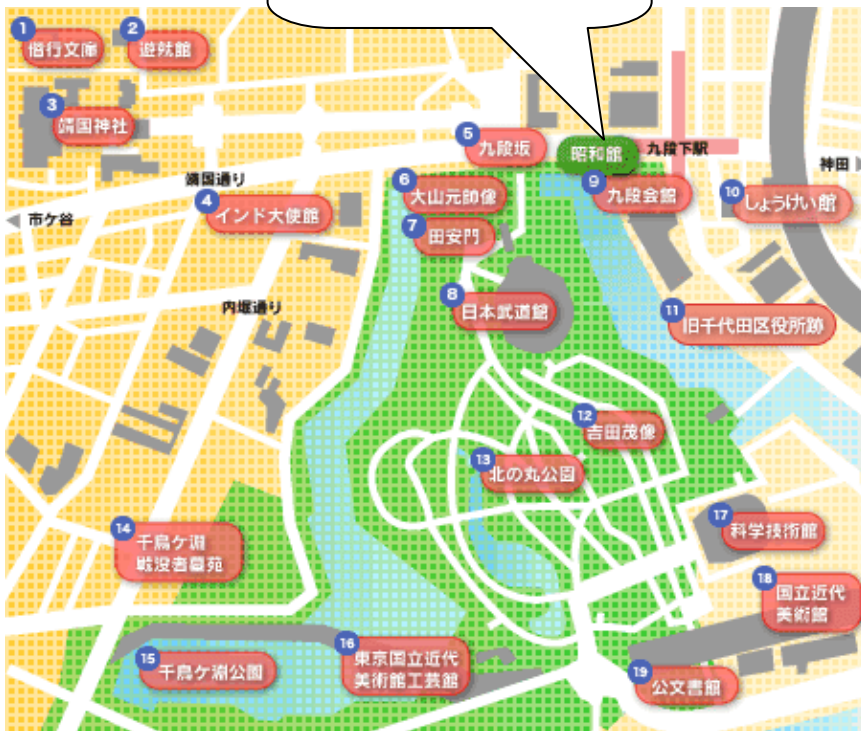 1
偕行文庫
2
遊就館
3
靖国神社
5
九段坂
昭和館
九段下駅
神田
靖国通り
6
大山元帥像
9
九段会館
10
しょうけい館
4
インド大使館
市ケ谷
7
田安門
8
日本武道館
内堀通り
11
旧千代田区役所跡
12
吉田茂像
13
北の丸公園
14
千鳥ケ淵
戦没者墓苑
17
科学技術館
18
国立近代
美術館
15
千鳥ケ淵公園
16
東京国立近代
美術館工芸館
19
公文書館